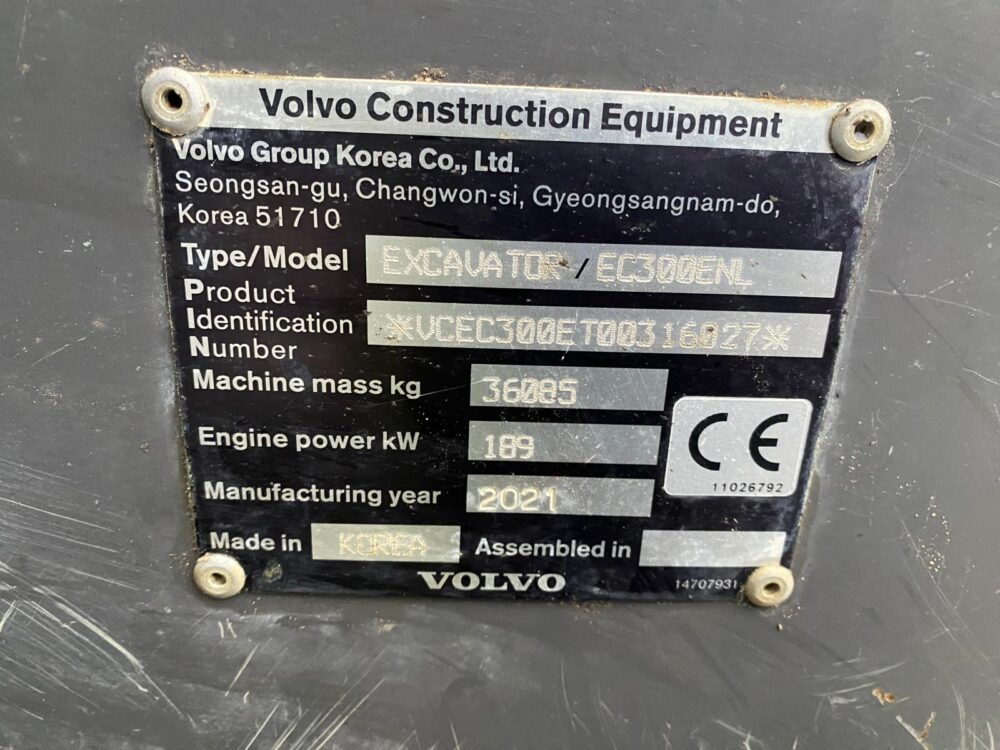 Volvo Construction Equipment
Volvo Group Korea Co., Ltd.
Seongsan-gu, Changwon-si, Gyeongsangnam-do,
Korea 51710
Type/Model EXCAVATOR / EC300ENL
Product
Identification *VCEC300ET00316027*
Number
Machine mass kg 36085
Engine power kW 189
CE
11026792
Manufacturing year 2021
Made in KOREA Assembled in
VOLVO 14707931